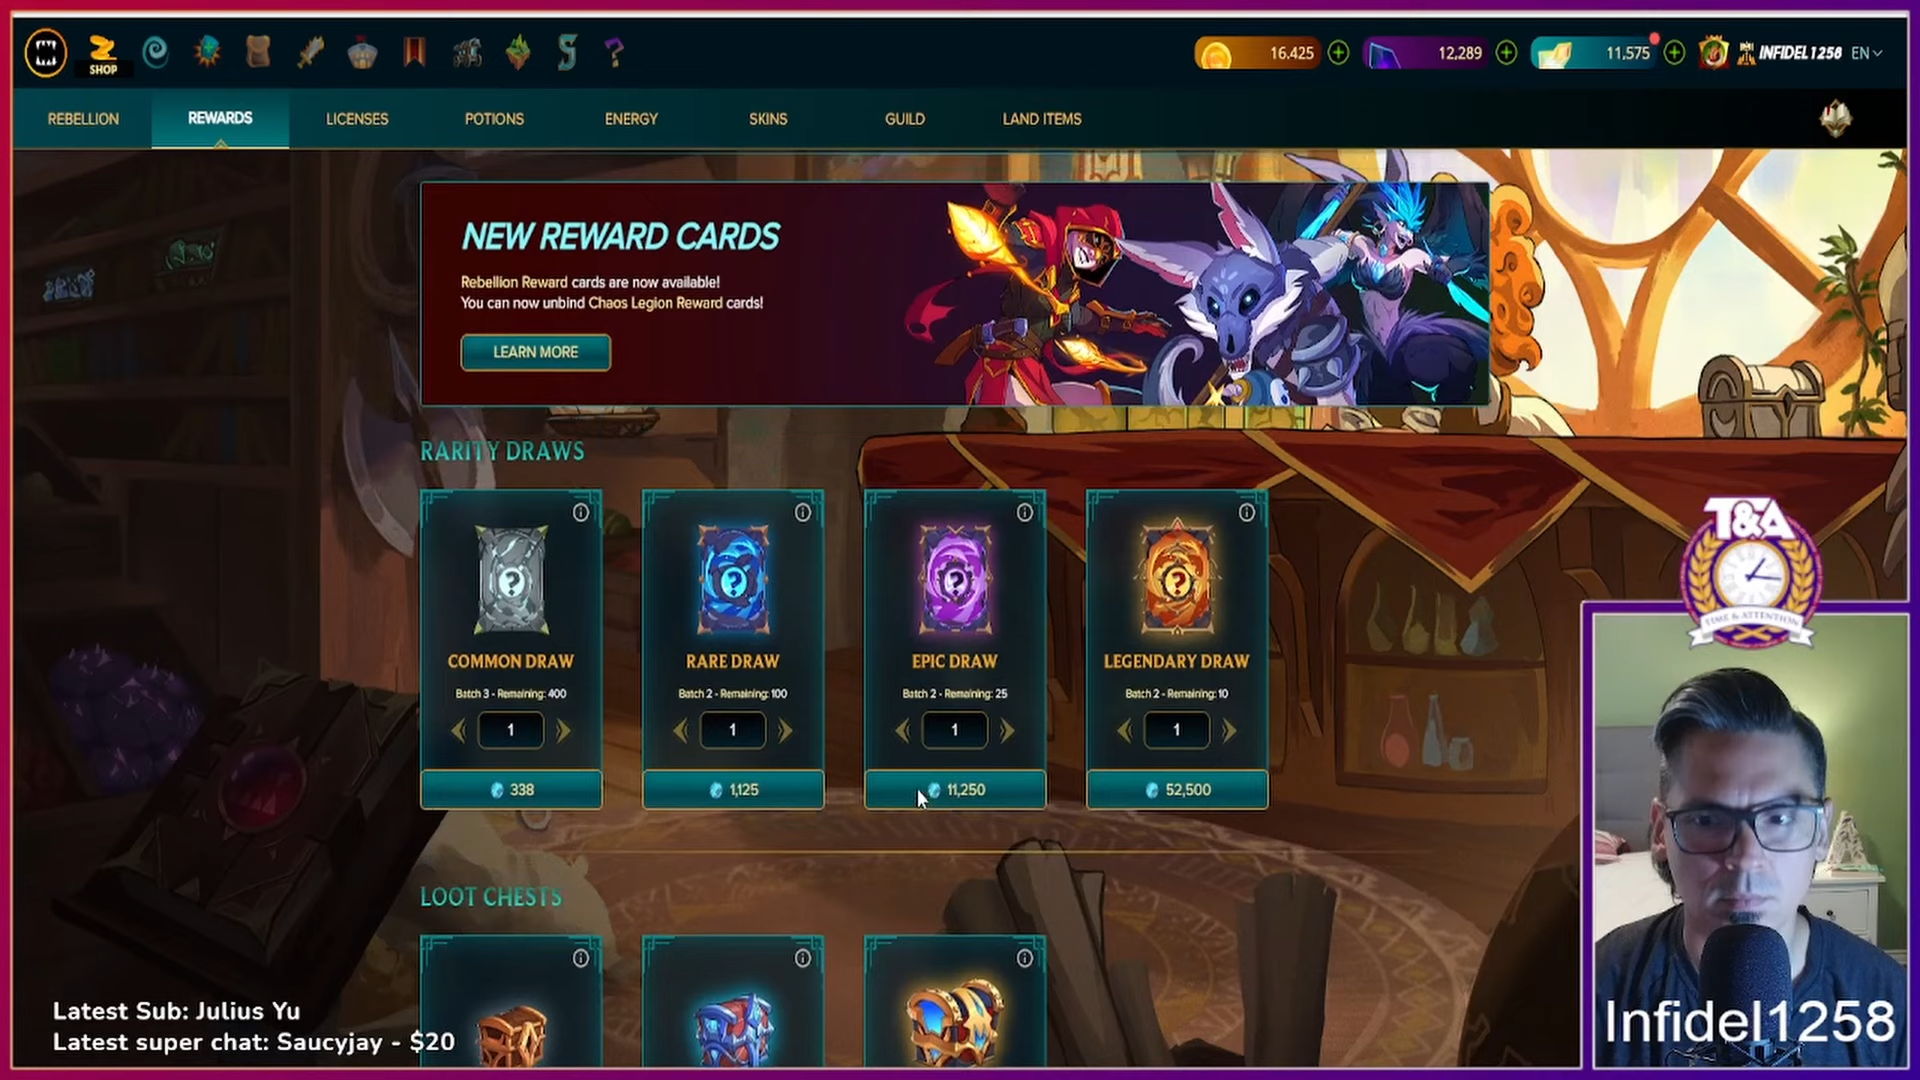 SHOP
16.425
12,289
11,575
INFIDEL1258
EN
REBELLION
REWARDS
LICENSES
POTIONS
ENERGY
SKINS
GUILD
LAND ITEMS
NEW REWARD CARDS
Rebellion Reward cards are now available!
You can now unbind Chaos Legion Reward cards!
LEARN MORE
RARITY DRAWS
COMMON DRAW
Batch 3 - Remaining: 400
1
338
RARE DRAW
Batch 2 - Remaining: 100
1
1,125
EPIC DRAW
Batch 2 - Remaining: 25
1
11,250
LEGENDARY DRAW
Batch 2 - Remaining: 10
1
52,500
LOOT CHESTS
T&A
TIME & ATTENTION
Latest Sub: Julius Yu
Latest super chat: Saucyjay - $20
Infidel1258